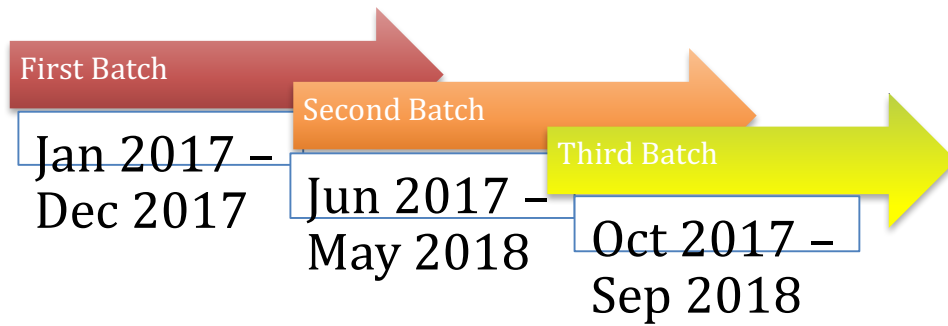 First Batch
Jan 2017 –
Dec 2017
Second Batch
Jun 2017 –
May 2018
Third Batch
Oct 2017 –
Sep 2018